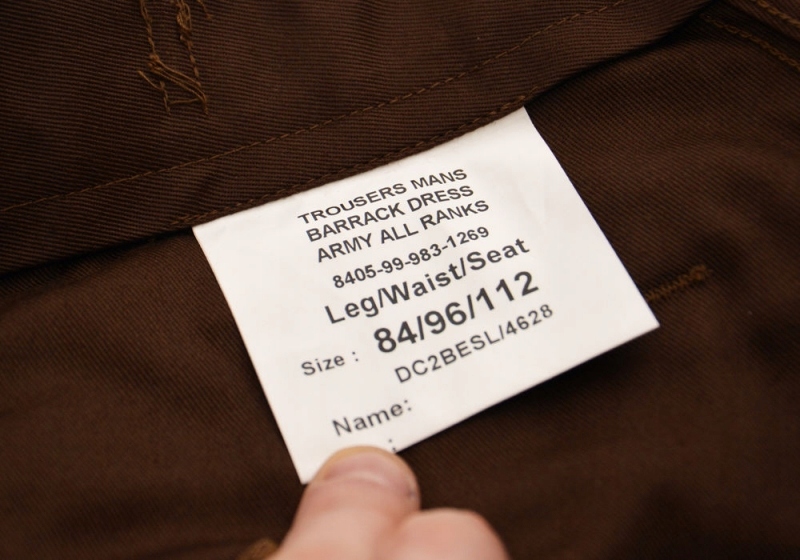 TROUSERS MANS
BARRACK DRESS
ARMY ALL RANKS
8405-99-983-1269
Leg/Waist/Seat
Size : 84/96/112
DC2BESL/4628
Name:
: